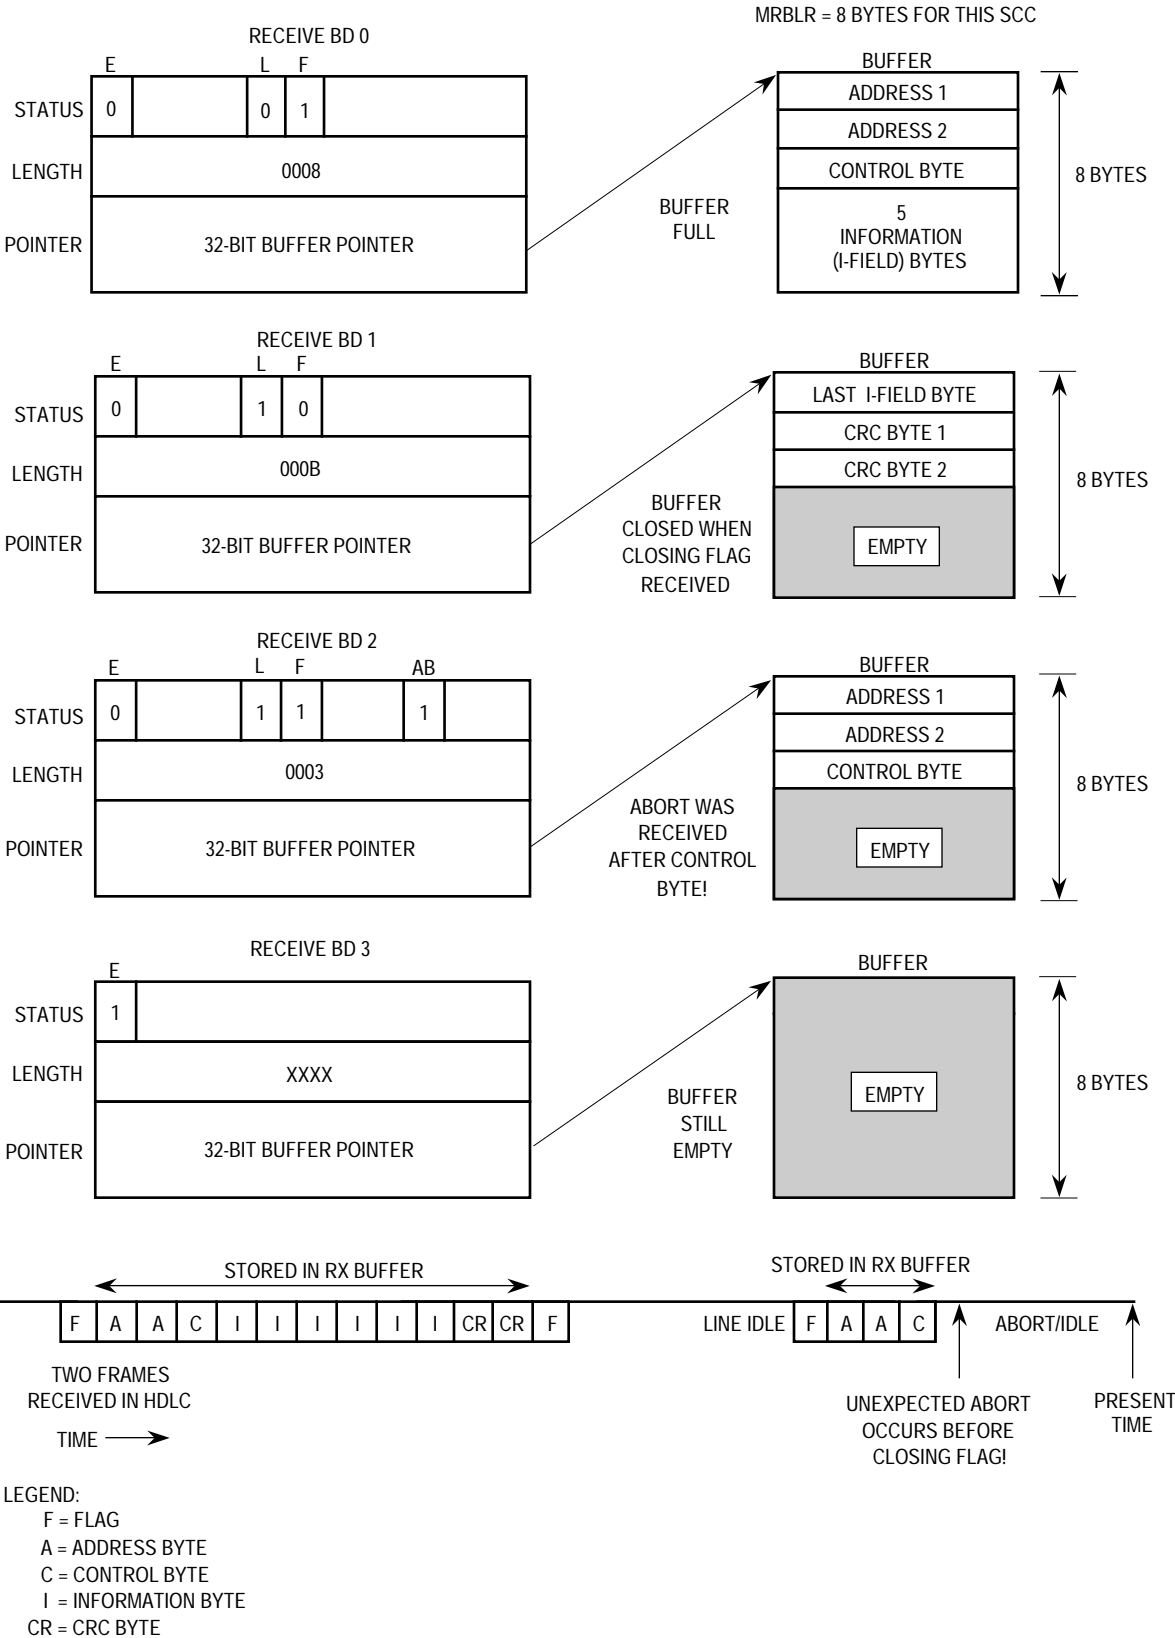 MRBLR = 8 BYTES FOR THIS SCC
RECEIVE BD 0
E L F
STATUS 0 0 1
LENGTH 0008
POINTER 32-BIT BUFFER POINTER
BUFFER
FULL
BUFFER
ADDRESS 1
ADDRESS 2
CONTROL BYTE
5
INFORMATION
(I-FIELD) BYTES
8 BYTES
RECEIVE BD 1
E L F
STATUS 0 1 0
LENGTH 000B
POINTER 32-BIT BUFFER POINTER
BUFFER
CLOSED WHEN
CLOSING FLAG
RECEIVED
BUFFER
LAST I-FIELD BYTE
CRC BYTE 1
CRC BYTE 2
EMPTY
8 BYTES
RECEIVE BD 2
E L F AB
STATUS 0 1 1 1
LENGTH 0003
POINTER 32-BIT BUFFER POINTER
ABORT WAS
RECEIVED
AFTER CONTROL
BYTE!
BUFFER
ADDRESS 1
ADDRESS 2
CONTROL BYTE
EMPTY
8 BYTES
RECEIVE BD 3
E
STATUS 1
LENGTH XXXX
POINTER 32-BIT BUFFER POINTER
BUFFER
STILL
EMPTY
BUFFER
EMPTY
8 BYTES
STORED IN RX BUFFER STORED IN RX BUFFER
F A A C I I I I I I CR CR F LINE IDLE F A A C ABORT/IDLE
TWO FRAMES
RECEIVED IN HDLC
TIME
UNEXPECTED ABORT
OCCURS BEFORE
CLOSING FLAG!
PRESENT
TIME
LEGEND:
F = FLAG
A = ADDRESS BYTE
C = CONTROL BYTE
I = INFORMATION BYTE
CR = CRC BYTE